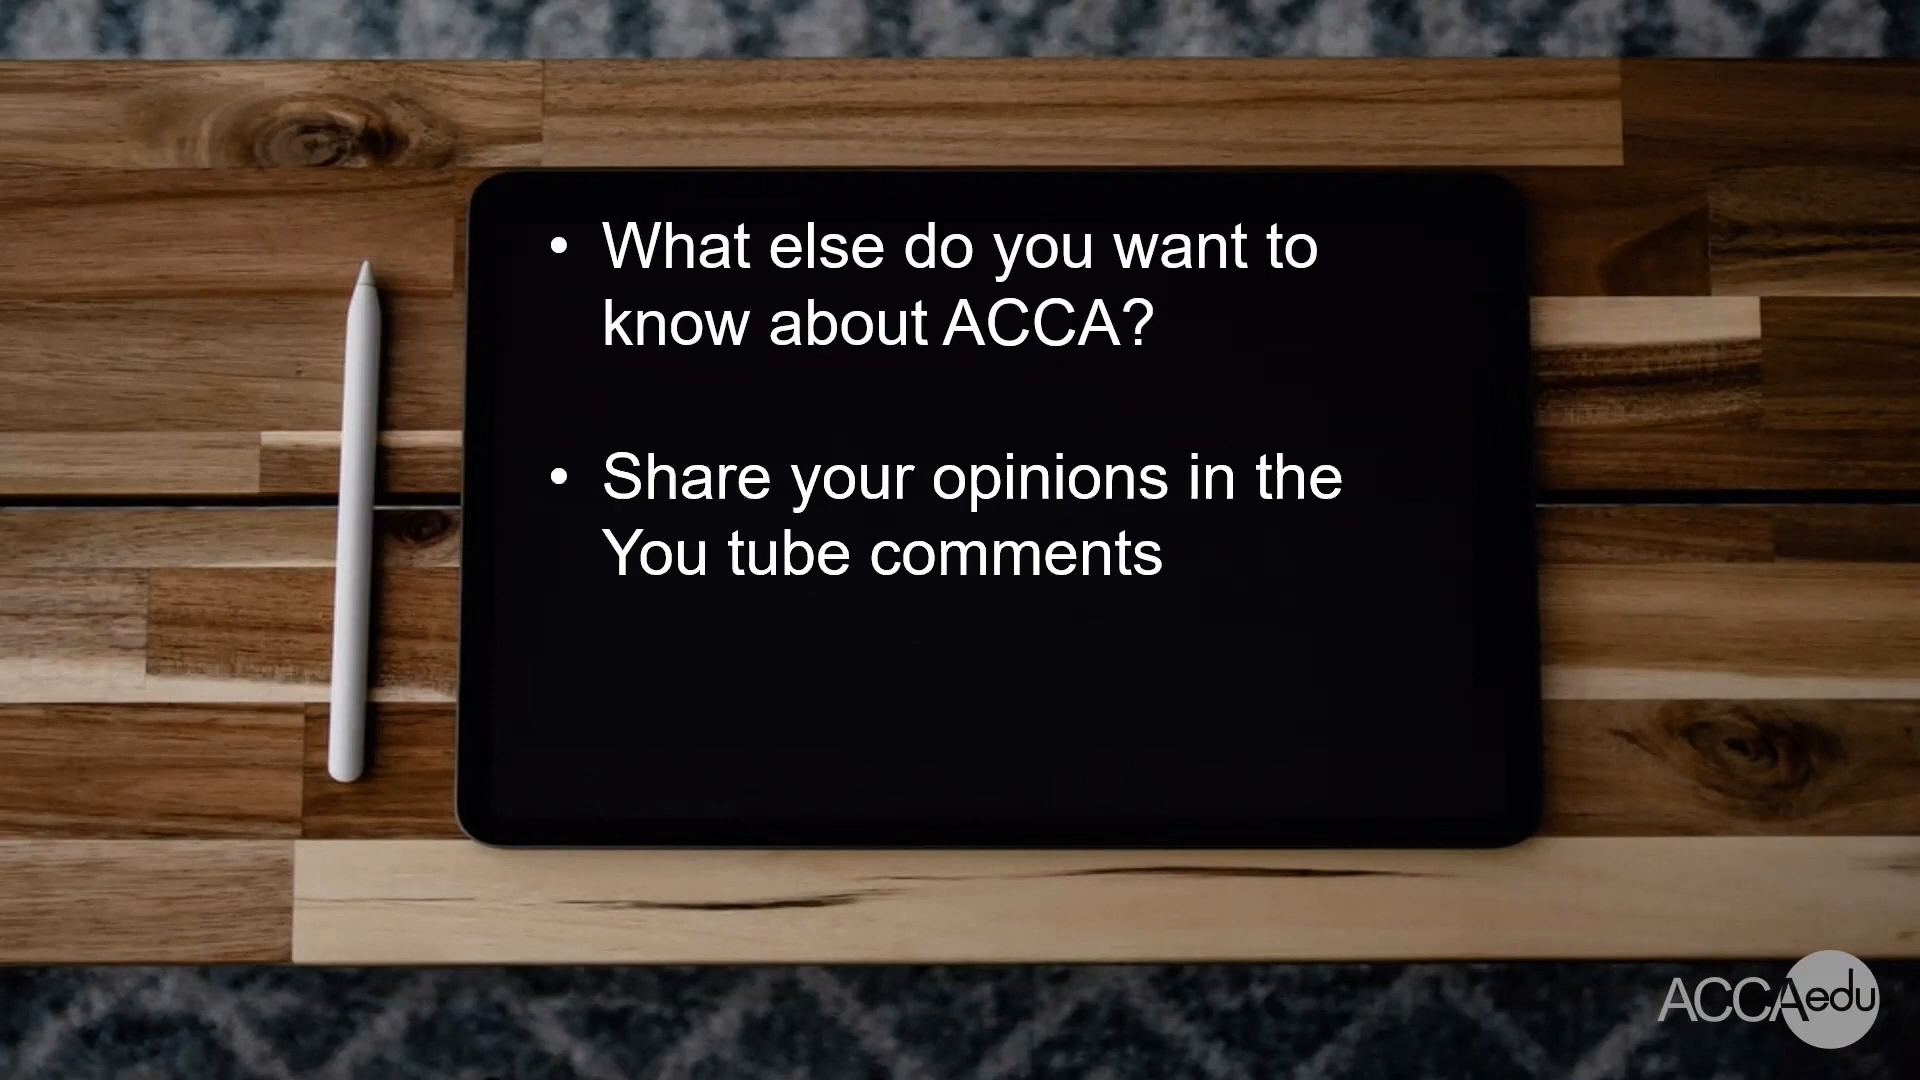 • What else do you want to
know about ACCA?
• Share your opinions in the
You tube comments
ACCAedu